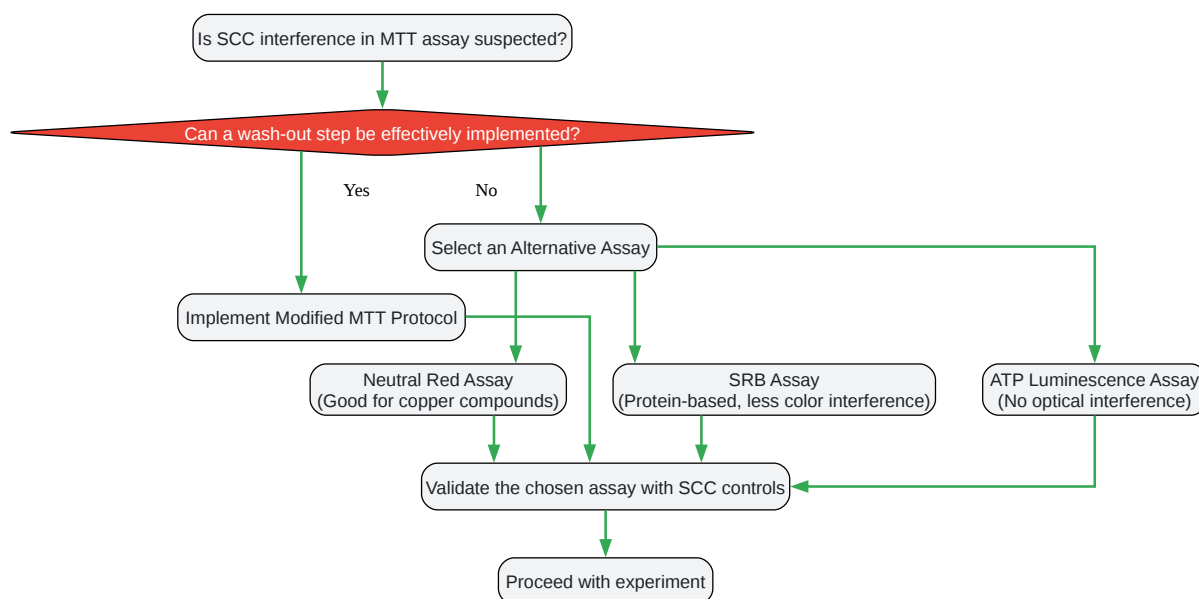 Is SCC interference in MTT assay suspected?
Can a wash-out step be effectively implemented?
Yes
No
Select an Alternative Assay
Implement Modified MTT Protocol
Neutral Red Assay
(Good for copper compounds)
SRB Assay
(Protein-based, less color interference)
ATP Luminescence Assay
(No optical interference)
Validate the chosen assay with SCC controls
Proceed with experiment